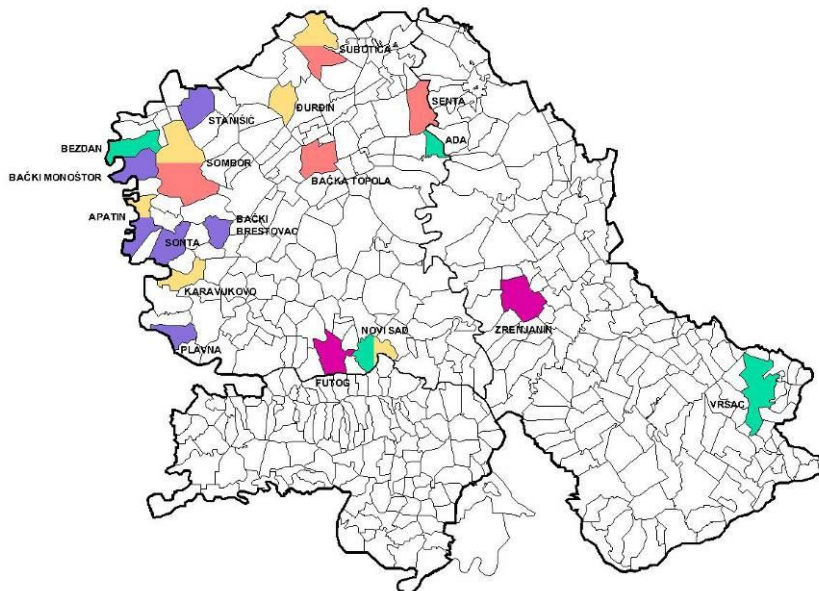 SUBOTICA
SENTA
ĐURĐIN
STANIŠIĆ
ADA
BEZDAN
SOMBOR
BAČKI MONOŠTOR
BAČKA TOPOLA
APATIN
BAČKI
BRESTOVAC
SONTA
KARAVUKOVO
NOVI SAD
ZRENJANIN
PLAVNA
FUTOG
VRŠAC